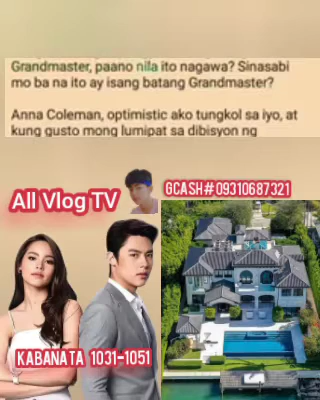 Grandmaster, paano nila ito nagawa? Sinasabi
mo ba na ito ay isang batang Grandmaster?
Anna Coleman, optimistic ako tungkol sa iyo, at
kung gusto mong lumipat sa dibisyon ng
All Vlog TV
GCASH#09310687321
KABANATA 1031-1051